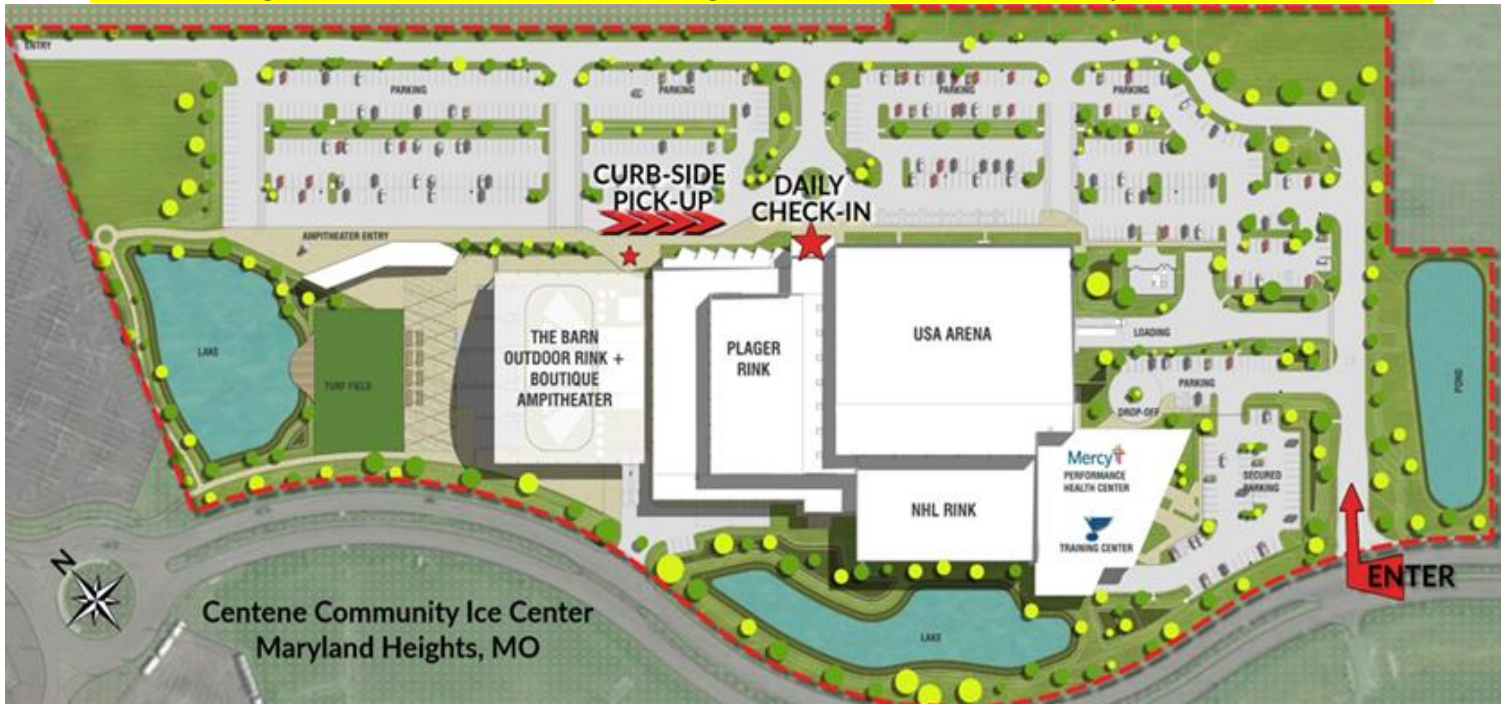 ENTRY
PARKING
PARKING
PARKING
PARKING
CURB-SIDE
PICK-UP
DAILY
CHECK-IN
AMPITHEATER ENTRY
LAKE
TURF FIELD
THE BARN
OUTDOOR RINK +
BOUTIQUE
AMPITHEATER
PLAGER
RINK
USA ARENA
LOADING
PARKING
DROP-OFF
POND
Mercy
PERFORMANCE
HEALTH CENTER
TRAINING CENTER
SECURED
PARKING
NHL RINK
ENTER
N
Centene Community Ice Center
Maryland Heights, MO
LAKE